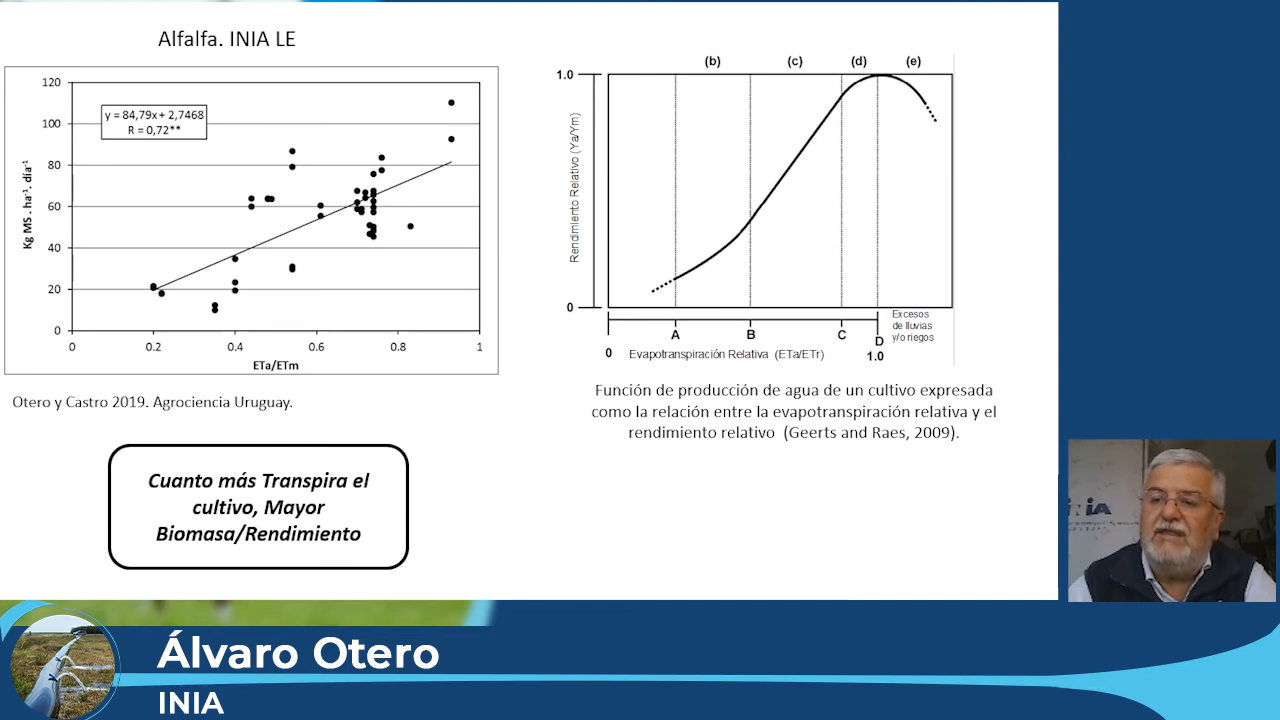 Alfalfa. INIA LE
120
100
80
60
40
20
0
y = 84,79x + 2,7468
R = 0,72**
Kg MS . ha⁻¹. día⁻¹
0
0.2
0.4
0.6
0.8
1
ETa/ETm
Otero y Castro 2019. Agrociencia Uruguay.
Cuanto más Transpira el
cultivo, Mayor
Biomasa/Rendimiento
(b)
(c)
(d)
(e)
1.0
0
Rendimiento Relativo (Ya/Ym)
A
B
C
D
0
1.0
Evapotranspiración Relativa (ETa/ETr)
Excesos
de lluvias
y/o riegos
Función de producción de agua de un cultivo expresada
como la relación entre la evapotranspiración relativa y el
rendimiento relativo (Geerts and Raes, 2009).
Álvaro Otero
INIA